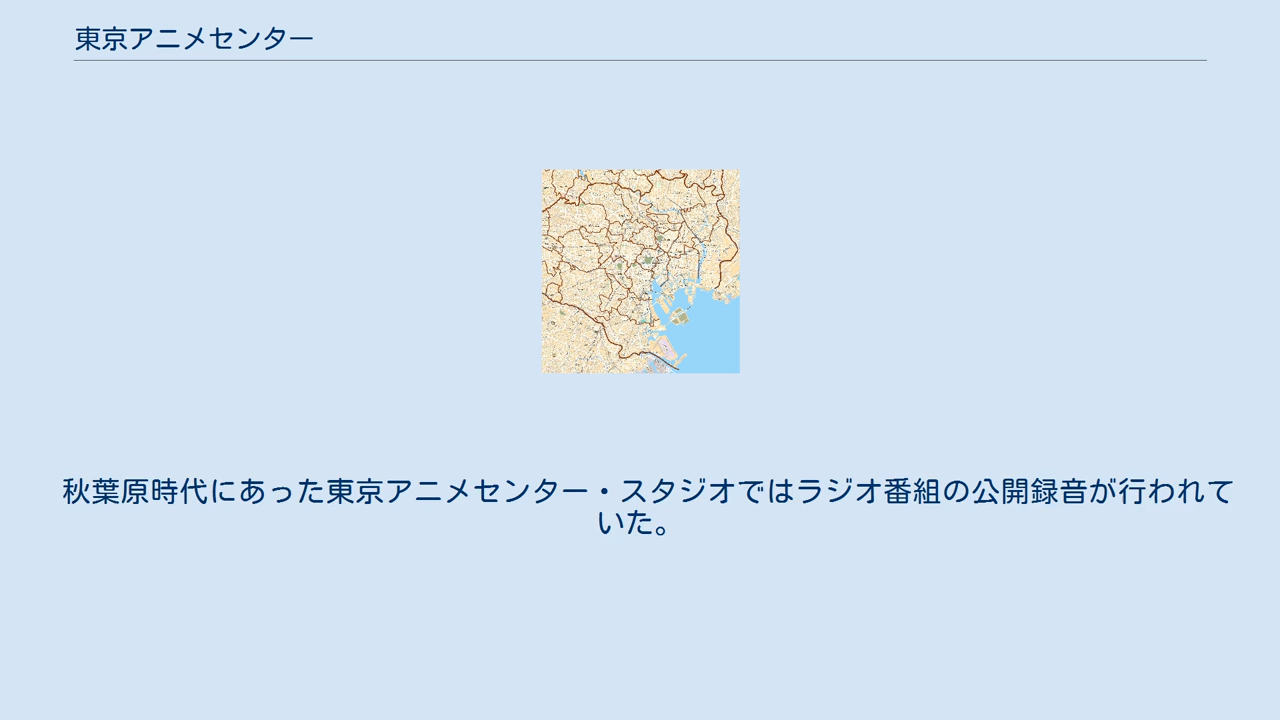 東京アニメセンター
秋葉原時代にあった東京アニメセンター・スタジオではラジオ番組の公開録音が行われて
いた。